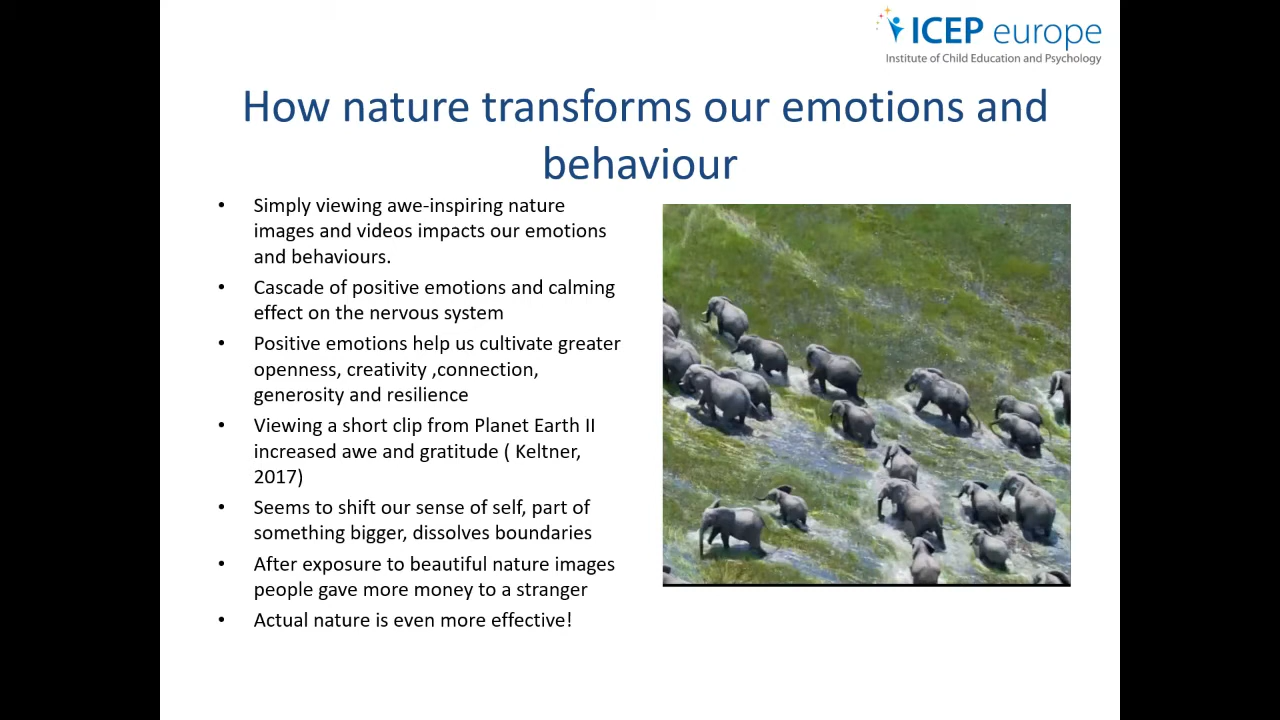 ICEP europe
Institute of Child Education and Psychology
How nature transforms our emotions and
behaviour
• Simply viewing awe-inspiring nature
images and videos impacts our emotions
and behaviours.
• Cascade of positive emotions and calming
effect on the nervous system
• Positive emotions help us cultivate greater
openness, creativity ,connection,
generosity and resilience
• Viewing a short clip from Planet Earth II
increased awe and gratitude ( Keltner,
2017)
• Seems to shift our sense of self, part of
something bigger, dissolves boundaries
• After exposure to beautiful nature images
people gave more money to a stranger
• Actual nature is even more effective!